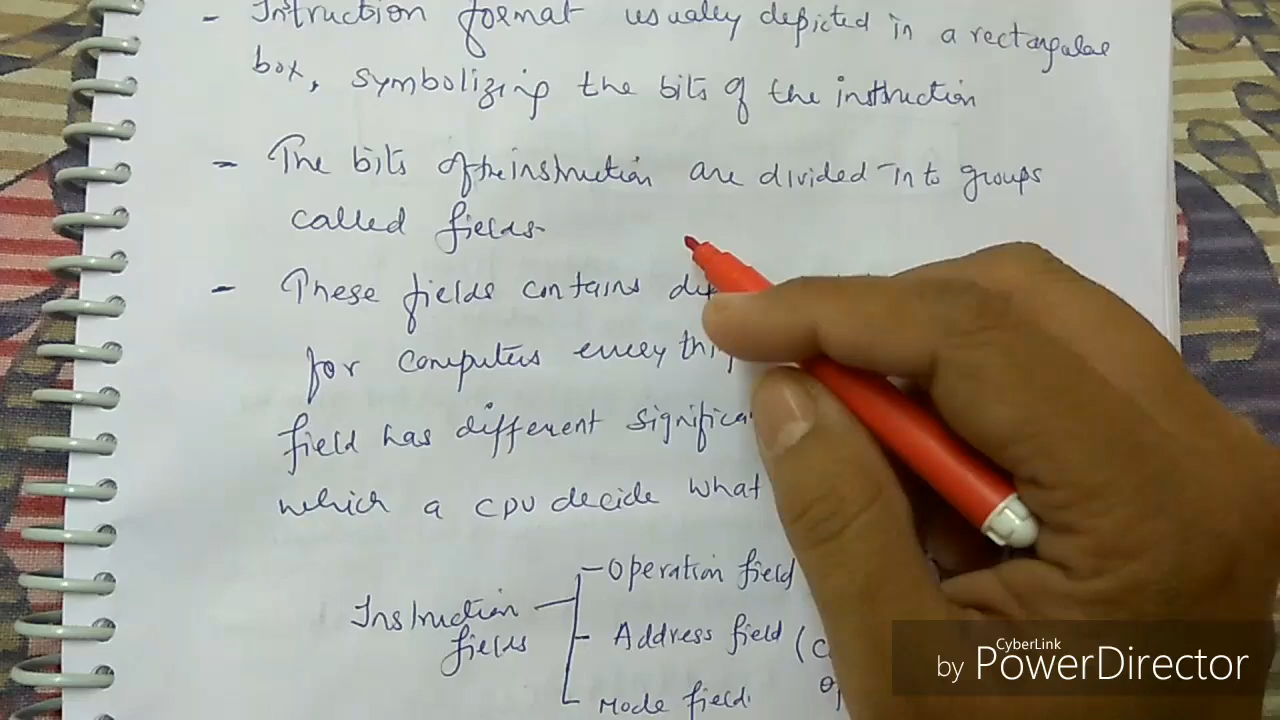 - Intruction format usually depicted in a rectangular
box, symbolizing the bits of the instruction
- The bits of the instruction are divided into groups
called fields.
- These fields contains
for computers every
field has different
which a CPU decide what
Instruction fields
- Operation field
- Address field (
- Mode field.
CyberLink
by PowerDirector